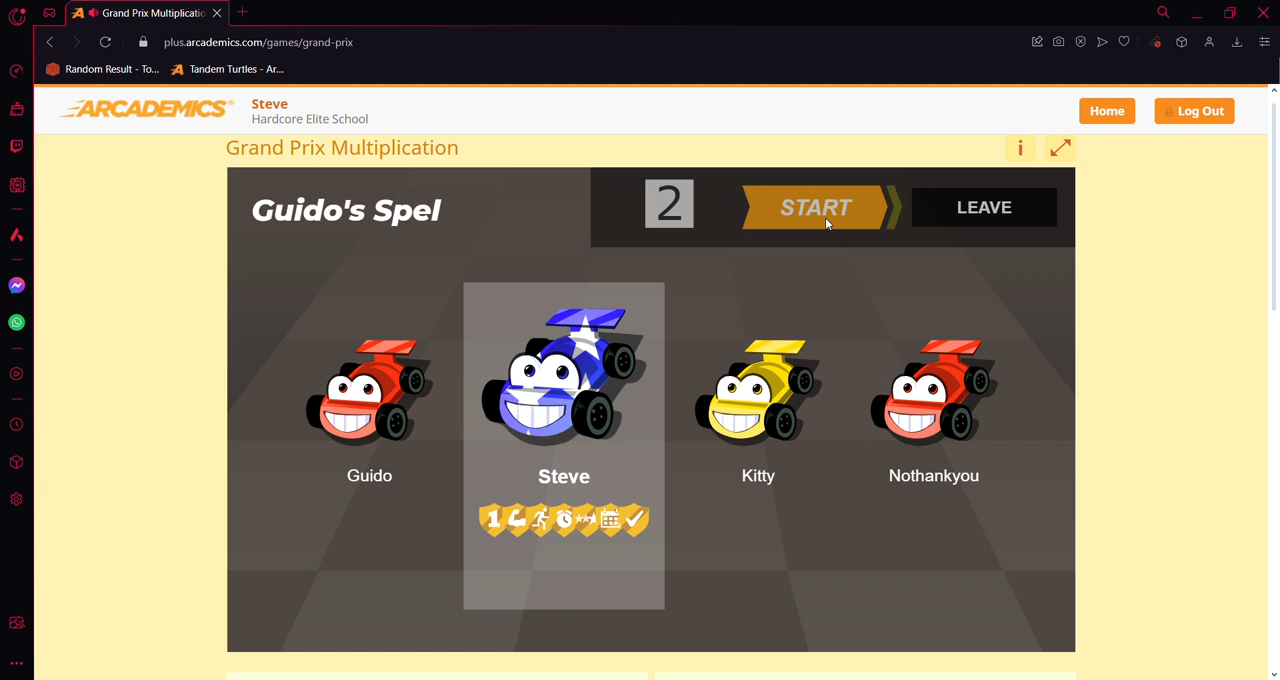 Grand Prix Multiplicatio
plus.arcademics.com/games/grand-prix
Random Result - To...
Tandem Turtles - Ar...
ARCADEMICS
Steve
Hardcore Elite School
Home
Log Out
Grand Prix Multiplication
i
Guido's Spel
2
START
LEAVE
Guido
Steve
Kitty
Nothankyou
1